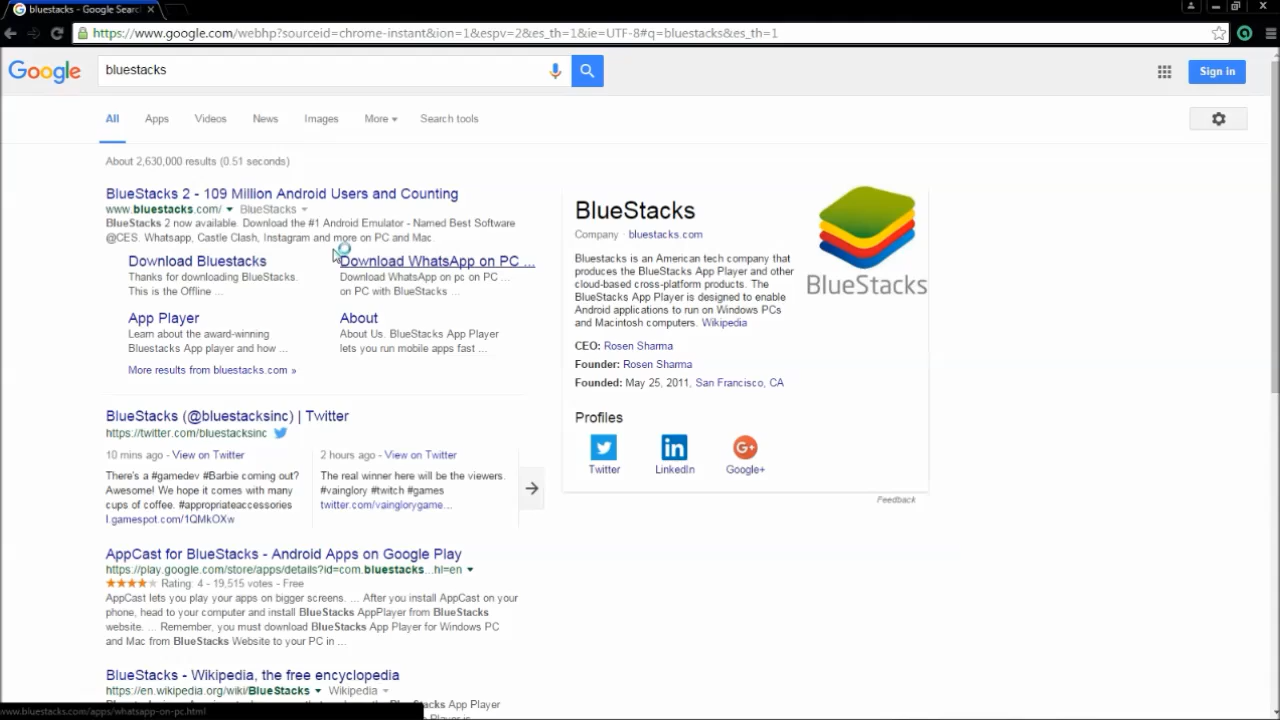 bluestacks - Google Searc
https://www.google.com/webhp?sourceid=chrome-instant&ion=1&espv=2&es_th=1&ie=UTF-8#q=bluestacks&es_th=1
Google
bluestacks
Sign in
All
Apps
Videos
News
Images
More
Search tools
About 2,630,000 results (0.51 seconds)
BlueStacks 2 - 109 Million Android Users and Counting
www.bluestacks.com/ BlueStacks
BlueStacks 2 now available. Download the #1 Android Emulator - Named Best Software
@CES. Whatsapp, Castle Clash, Instagram and more on PC and Mac.
Download Bluestacks
Thanks for downloading BlueStacks.
This is the Offline ...
Download WhatsApp on PC ...
Download WhatsApp on pc on PC ...
on PC with BlueStacks ...
App Player
Learn about the award-winning
Bluestacks App player and how ...
About
About Us. BlueStacks App Player
lets you run mobile apps fast ...
More results from bluestacks.com »
BlueStacks (@bluestacksinc) | Twitter
https://twitter.com/bluestacksinc
10 mins ago - View on Twitter
There's a #gamedev #Barbie coming out?
Awesome! We hope it comes with many
cups of coffee. #appropriateaccessories
l.gamespot.com/1QMkOXw
2 hours ago - View on Twitter
The real winner here will be the viewers.
#vainglory #twitch #games
twitter.com/vainglorygame...
AppCast for BlueStacks - Android Apps on Google Play
https://play.google.com/store/apps/details?id=com.bluestacks...hl=en
Rating: 4 - 19,515 votes - Free
AppCast lets you play your apps on bigger screens. ... After you install AppCast on your
phone, head to your computer and install BlueStacks AppPlayer from BlueStacks
website. ... Remember, you must download BlueStacks App Player for Windows PC
and Mac from BlueStacks Website to your PC in ...
BlueStacks - Wikipedia, the free encyclopedia
https://en.wikipedia.org/wiki/BlueStacks Wikipedia
BlueStacks
Company · bluestacks.com
BlueStacks
Bluestacks is an American tech company that
produces the BlueStacks App Player and other
cloud-based cross-platform products. The
BlueStacks App Player is designed to enable
Android applications to run on Windows PCs
and Macintosh computers. Wikipedia
CEO: Rosen Sharma
Founder: Rosen Sharma
Founded: May 25, 2011, San Francisco, CA
Profiles
Twitter
LinkedIn
Google+
Feedback
www.bluestacks.com/apps/whatsapp-on-pc.html